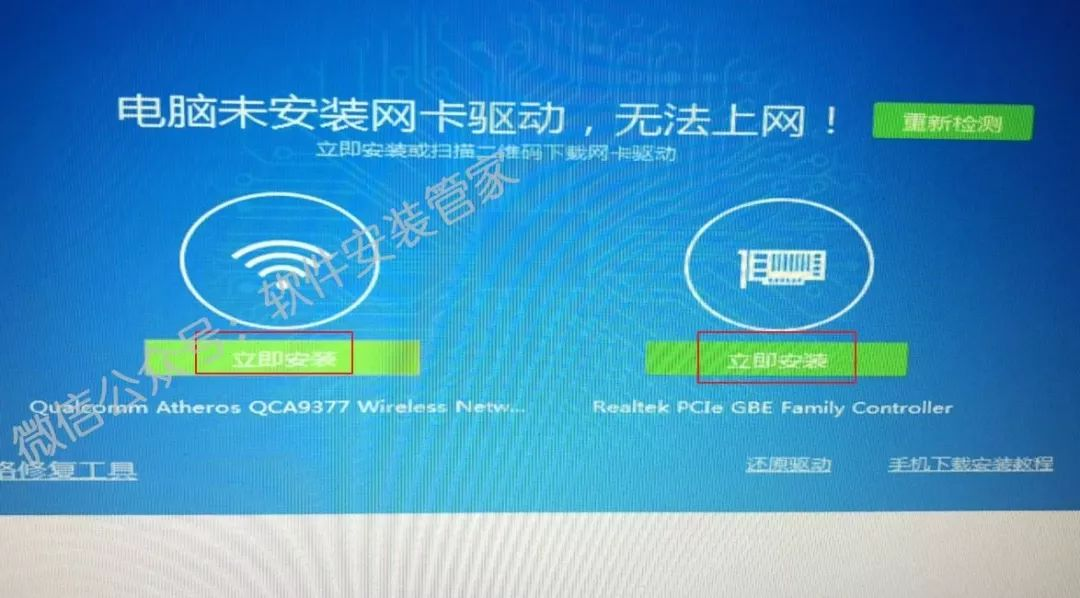 电脑未安装网卡驱动，无法上网！
重新检测
立即安装或扫描二维码下载网卡驱动
立即安装
立即安装
Qualcomm Atheros QCA9377 Wireless Netw...
Realtek PCIe GBE Family Controller
络修复工具
还原驱动
手机下载安装教程
微信公众号：软件安装管家